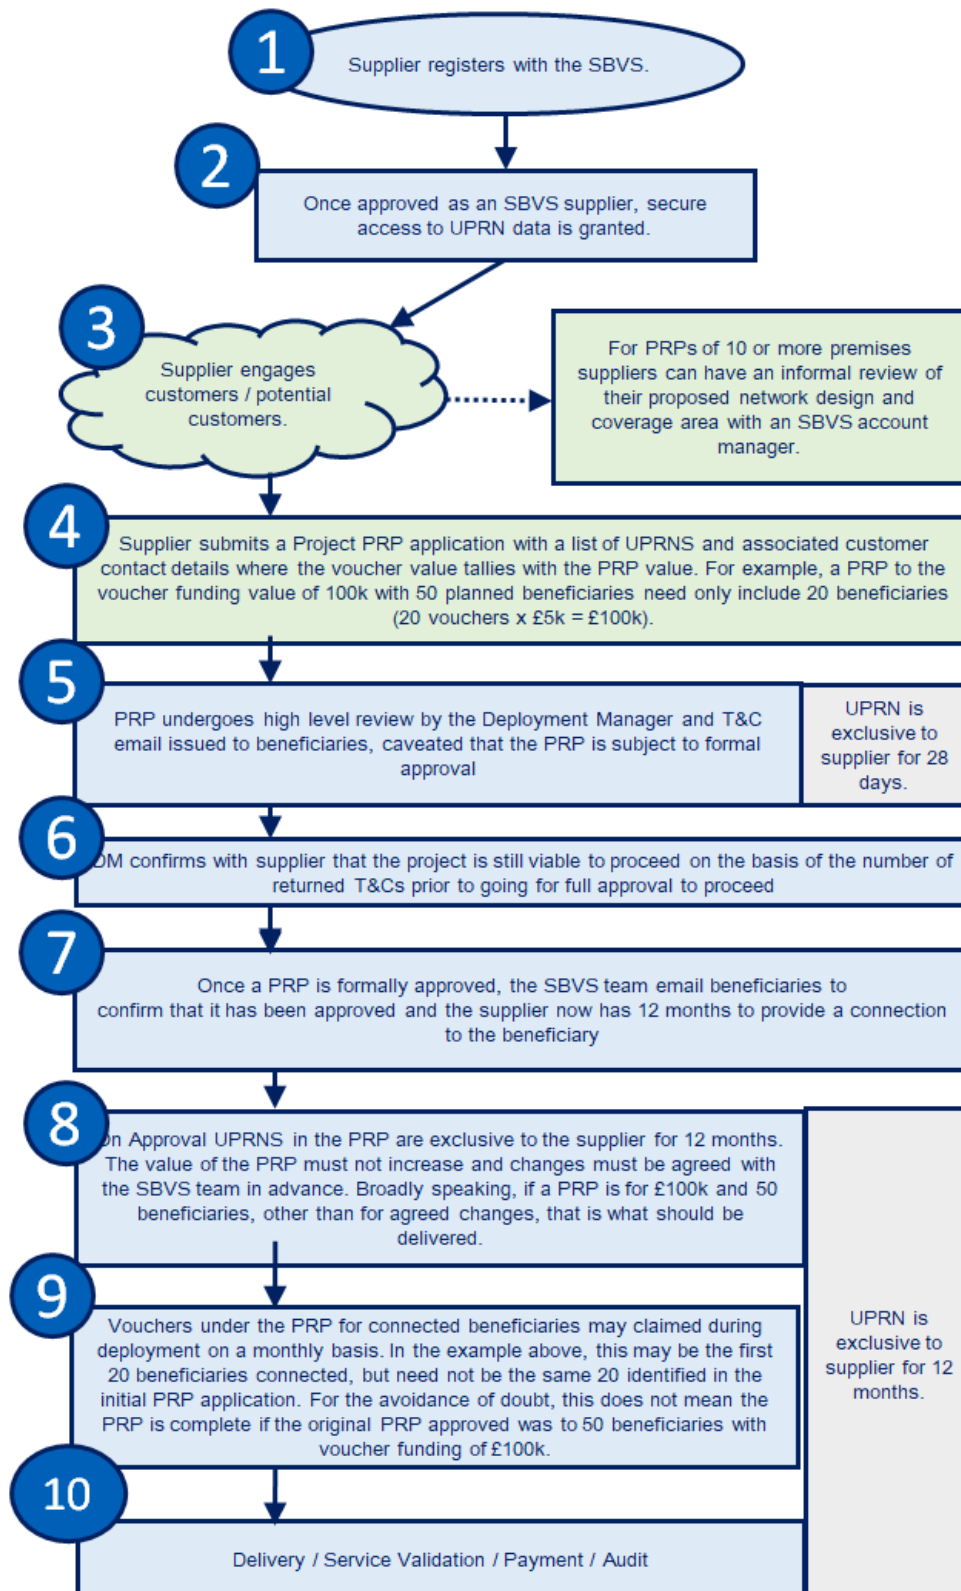 1
Supplier registers with the SBVS.
2
Once approved as an SBVS supplier, secure
access to UPRN data is granted.
3
Supplier engages
customers / potential
customers.
For PRPs of 10 or more premises
suppliers can have an informal review of
their proposed network design and
coverage area with an SBVS account
manager.
4
Supplier submits a Project PRP application with a list of UPRNS and associated customer
contact details where the voucher value tallies with the PRP value. For example, a PRP to the
voucher funding value of 100k with 50 planned beneficiaries need only include 20 beneficiaries
(20 vouchers x £5k = £100k).
5
PRP undergoes high level review by the Deployment Manager and T&C
email issued to beneficiaries, caveated that the PRP is subject to formal
approval
UPRN is
exclusive to
supplier for 28
days.
6
DM confirms with supplier that the project is still viable to proceed on the basis of the number of
returned T&Cs prior to going for full approval to proceed
7
Once a PRP is formally approved, the SBVS team email beneficiaries to
confirm that it has been approved and the supplier now has 12 months to provide a connection
to the beneficiary
8
On Approval UPRNS in the PRP are exclusive to the supplier for 12 months.
The value of the PRP must not increase and changes must be agreed with
the SBVS team in advance. Broadly speaking, if a PRP is for £100k and 50
beneficiaries, other than for agreed changes, that is what should be
delivered.
9
Vouchers under the PRP for connected beneficiaries may claimed during
deployment on a monthly basis. In the example above, this may be the first
20 beneficiaries connected, but need not be the same 20 identified in the
initial PRP application. For the avoidance of doubt, this does not mean the
PRP is complete if the original PRP approved was to 50 beneficiaries with
voucher funding of £100k.
UPRN is
exclusive to
supplier for 12
months.
10
Delivery / Service Validation / Payment / Audit